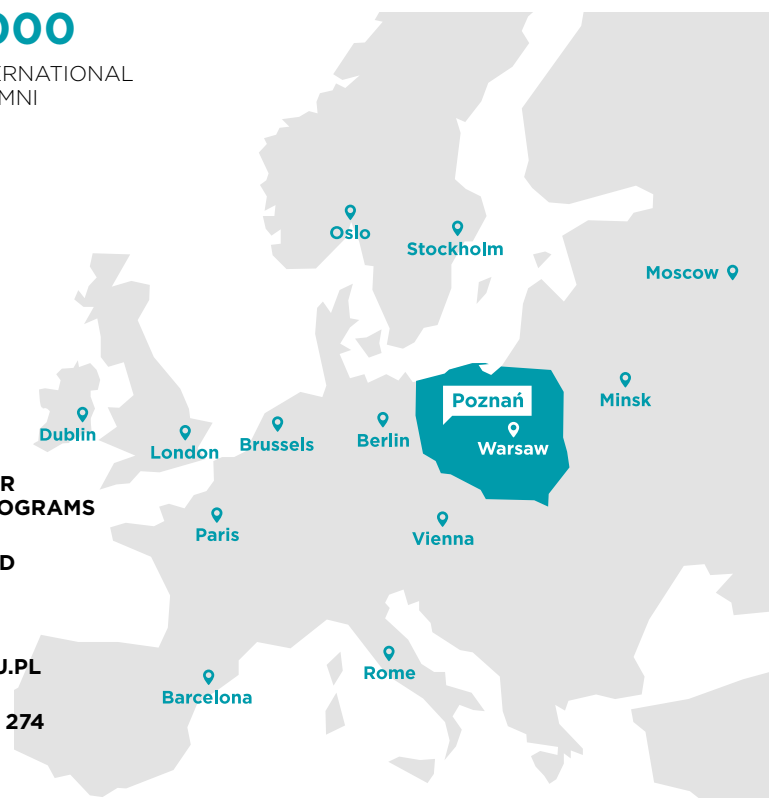 000
ERNATIONAL
MNI
Oslo
Stockholm
Moscow
Minsk
Poznań
Warsaw
Dublin
London
Brussels
Berlin
R
OGRAMS
Paris
Vienna
D
U.PL
Rome
Barcelona
274